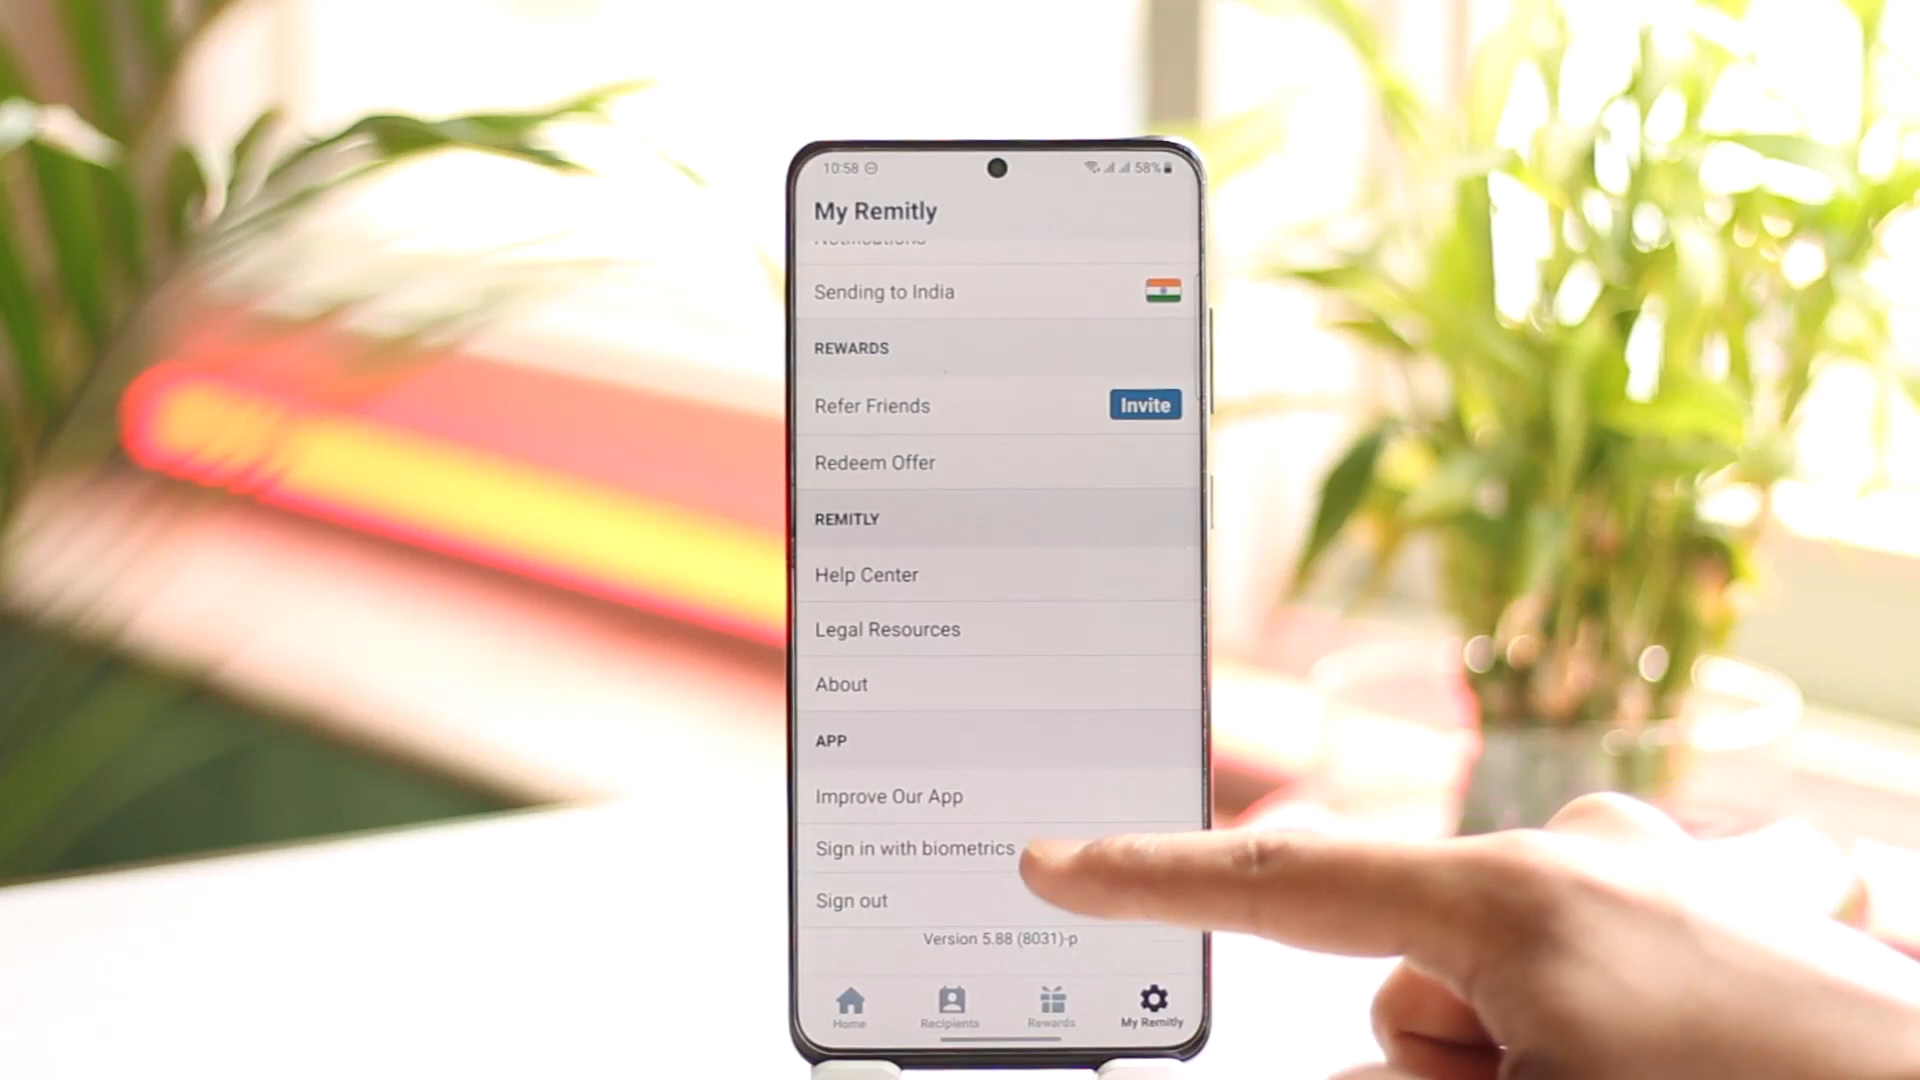 10:58 58%
My Remitly
Notifications
Sending to India
REWARDS
Refer Friends Invite
Redeem Offer
REMITLY
Help Center
Legal Resources
About
APP
Improve Our App
Sign in with biometrics
Sign out
Version 5.88 (8031)-p
Home Recipients Rewards My Remitly